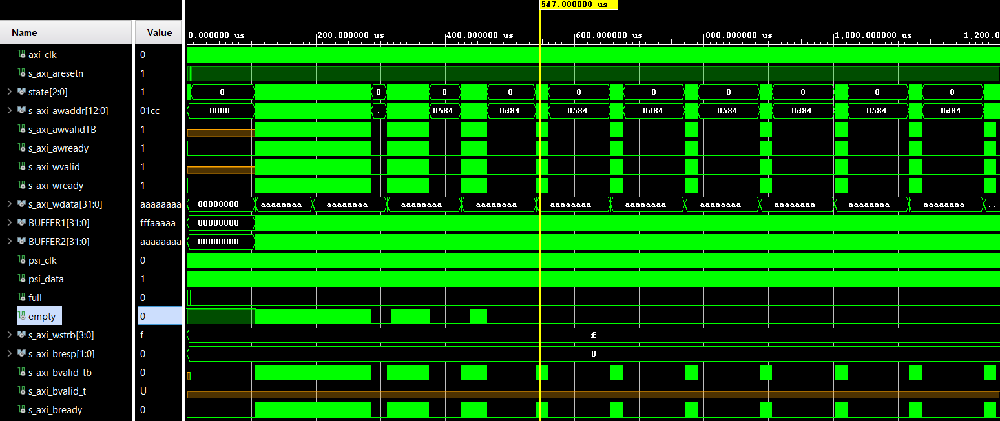 547.000000 us
Name Value
0.000000 us 200.000000 us 400.000000 us 600.000000 us 800.000000 us 1,000.000000 us 1,200.
axi_clk 0
s_axi_aresetn 1
state[2:0] 1 0 0 0 0 0 0 0 0 0 0
s_axi_awaddr[12:0] 01cc 0000 . 0584 0d84 0584 0d84 0584 0d84 0584 0d84
s_axi_awvalidTB 1
s_axi_awready 1
s_axi_wvalid 1
s_axi_wready 1
s_axi_wdata[31:0] aaaaaaaa 00000000 aaaaaaaa aaaaaaaa aaaaaaaa aaaaaaaa aaaaaaaa aaaaaaaa aaaaaaaa aaaaaaaa aaaaaaaa aaaaaaaa ..
BUFFER1[31:0] fffaaaaa 00000000
BUFFER2[31:0] aaaaaaaa 00000000
psi_clk 0
psi_data 1
full 0
empty 0
s_axi_wstrb[3:0] f f
s_axi_bresp[1:0] 0 0
s_axi_bvalid_tb 0
s_axi_bvalid_t U
s_axi_bready 0